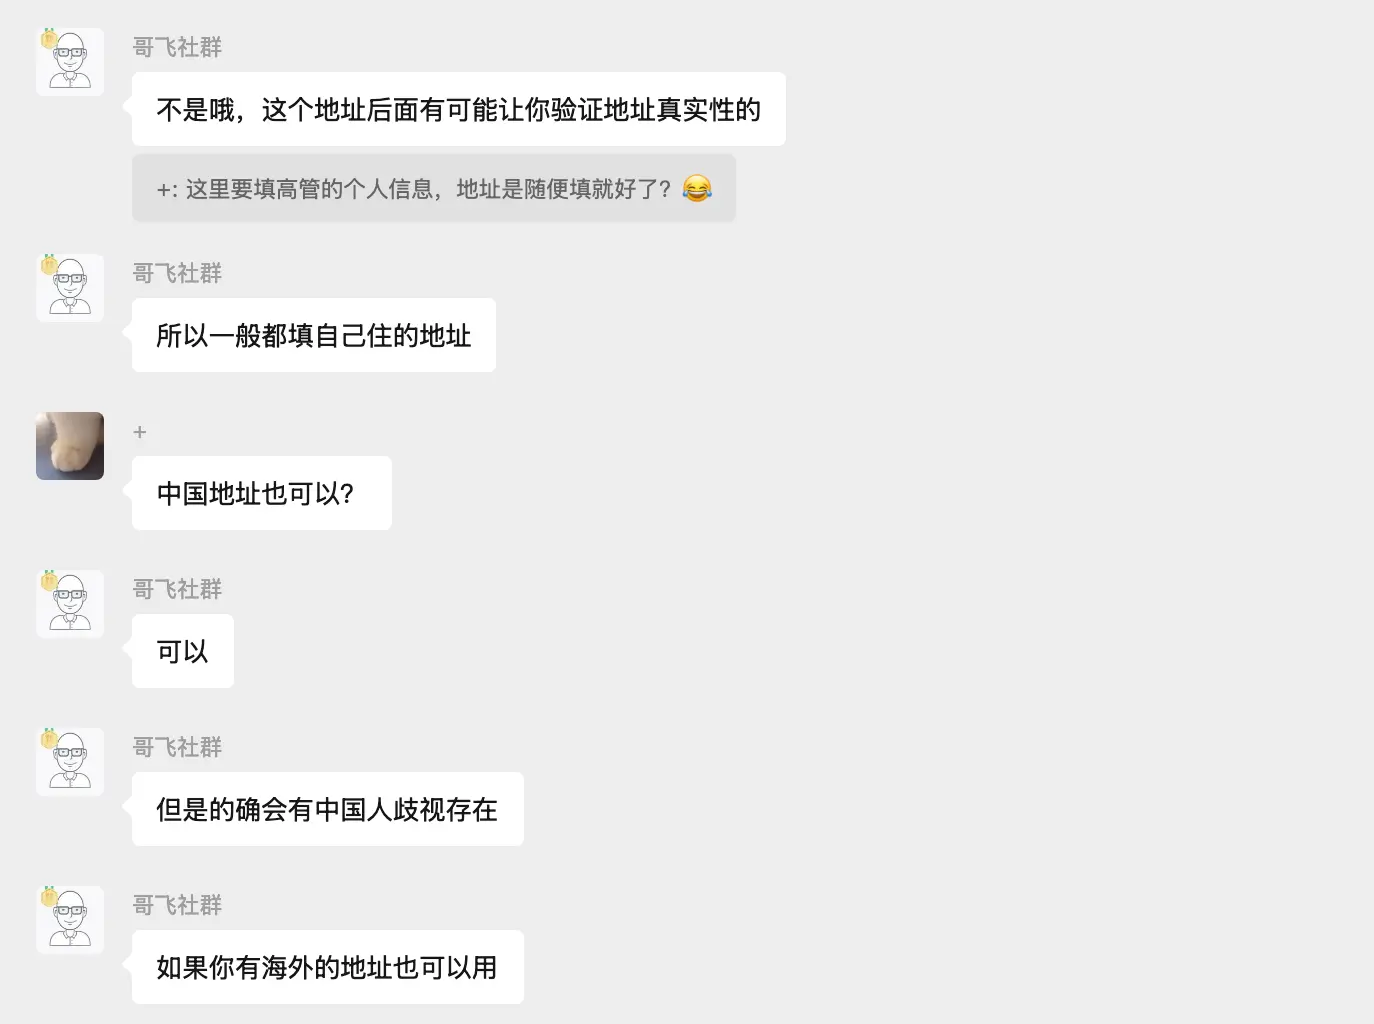 哥飞社群
不是哦，这个地址后面有可能让你验证地址真实性的
+: 这里要填高管的个人信息，地址是随便填就好了？😂
哥飞社群
所以一般都填自己住的地址
+
中国地址也可以？
哥飞社群
可以
哥飞社群
但是的确会有中国人歧视存在
哥飞社群
如果你有海外的地址也可以用